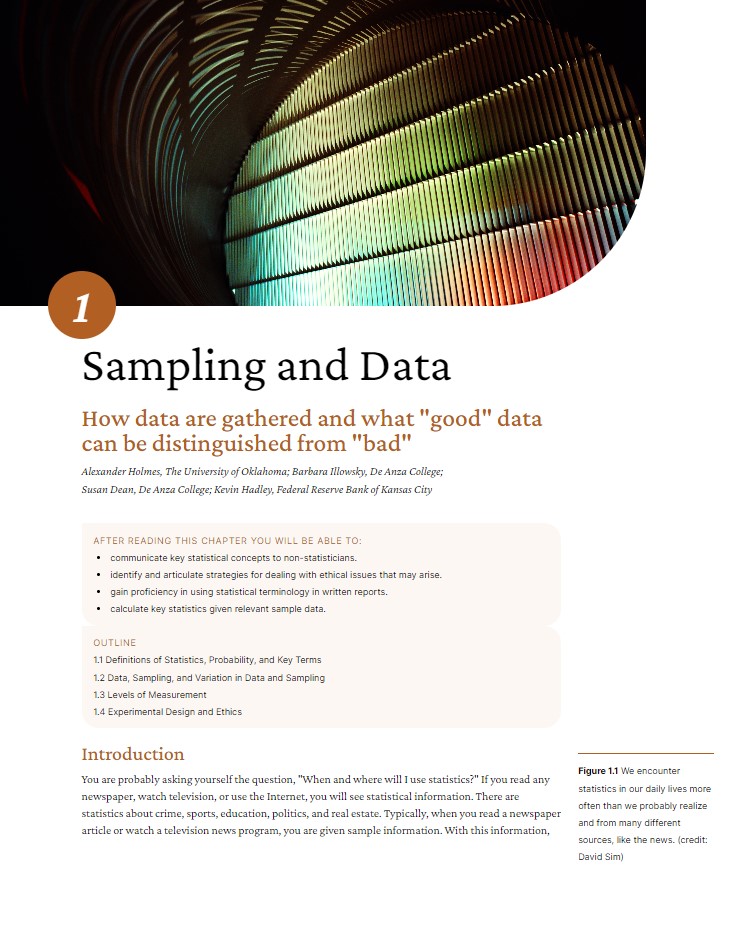 1
Sampling and Data
How data are gathered and what "good" data
can be distinguished from "bad"
Alexander Holmes, The University of Oklahoma; Barbara Illowsky, De Anza College;
Susan Dean, De Anza College; Kevin Hadley, Federal Reserve Bank of Kansas City
AFTER READING THIS CHAPTER YOU WILL BE ABLE TO:
• communicate key statistical concepts to non-statisticians.
• identify and articulate strategies for dealing with ethical issues that may arise.
• gain proficiency in using statistical terminology in written reports.
• calculate key statistics given relevant sample data.
OUTLINE
1.1 Definitions of Statistics, Probability, and Key Terms
1.2 Data, Sampling, and Variation in Data and Sampling
1.3 Levels of Measurement
1.4 Experimental Design and Ethics
Introduction
You are probably asking yourself the question, "When and where will I use statistics?" If you read any
newspaper, watch television, or use the Internet, you will see statistical information. There are
statistics about crime, sports, education, politics, and real estate. Typically, when you read a newspaper
article or watch a television news program, you are given sample information. With this information,
Figure 1.1 We encounter
statistics in our daily lives more
often than we probably realize
and from many different
sources, like the news. (credit:
David Sim)